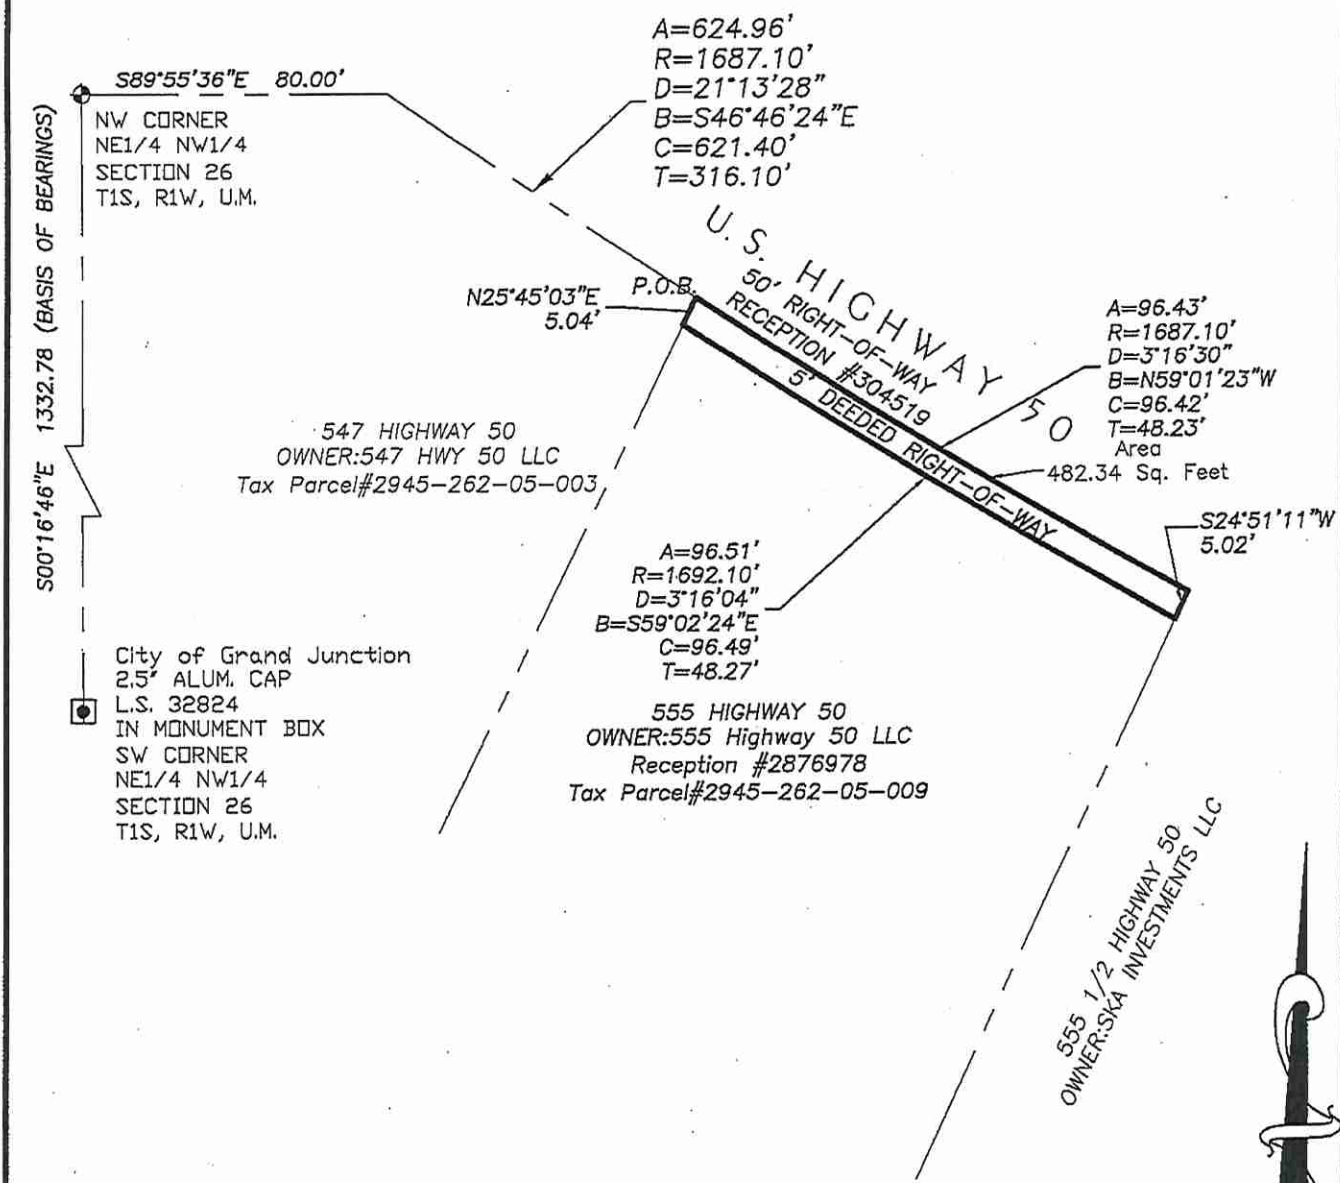 A=624.96'
R=1687.10'
D=21°13'28"
B=S46°46'24"E
C=621.40'
T=316.10'
S89°55'36"E 80.00'
NW CORNER
NE1/4 NW1/4
SECTION 26
T1S, R1W, U.M.
S00°16'46"E 1332.78 (BASIS OF BEARINGS)
U. S. HIGHWAY 50
50' RIGHT-OF-WAY
RECEPTION #304519
5' DEEDED RIGHT-OF-WAY
P.O.B.
N25°45'03"E
5.04'
A=96.43'
R=1687.10'
D=3°16'30"
B=N59°01'23"W
C=96.42'
T=48.23'
Area
482.34 Sq. Feet
S24°51'11"W
5.02'
547 HIGHWAY 50
OWNER:547 HWY 50 LLC
Tax Parcel#2945-262-05-003
A=96.51'
R=1692.10'
D=3°16'04"
B=S59°02'24"E
C=96.49'
T=48.27'
555 HIGHWAY 50
OWNER:555 Highway 50 LLC
Reception #2876978
Tax Parcel#2945-262-05-009
City of Grand Junction
2.5" ALUM. CAP
L.S. 32824
IN MONUMENT BOX
SW CORNER
NE1/4 NW1/4
SECTION 26
T1S, R1W, U.M.
555 1/2 HIGHWAY 50
OWNER:SKA INVESTMENTS LLC